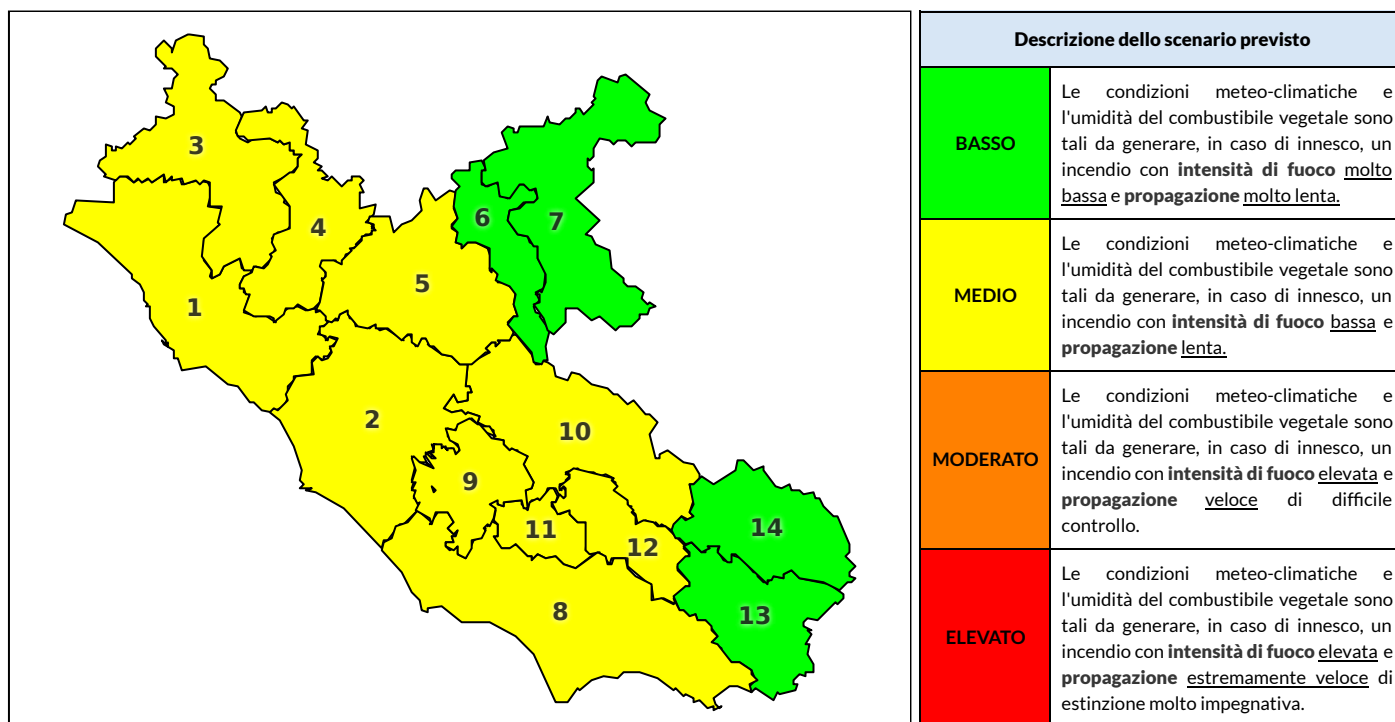 3
4
6
7
5
1
2
10
9
11
12
14
8
13
Descrizione dello scenario previsto
BASSO
Le condizioni meteo-climatiche e
l'umidità del combustibile vegetale sono
tali da generare, in caso di innesco, un
incendio con intensità di fuoco molto
bassa e propagazione molto lenta.
MEDIO
Le condizioni meteo-climatiche e
l'umidità del combustibile vegetale sono
tali da generare, in caso di innesco, un
incendio con intensità di fuoco bassa e
propagazione lenta.
MODERATO
Le condizioni meteo-climatiche e
l'umidità del combustibile vegetale sono
tali da generare, in caso di innesco, un
incendio con intensità di fuoco elevata e
propagazione veloce di difficile
controllo.
ELEVATO
Le condizioni meteo-climatiche e
l'umidità del combustibile vegetale sono
tali da generare, in caso di innesco, un
incendio con intensità di fuoco elevata e
propagazione estremamente veloce di
estinzione molto impegnativa.